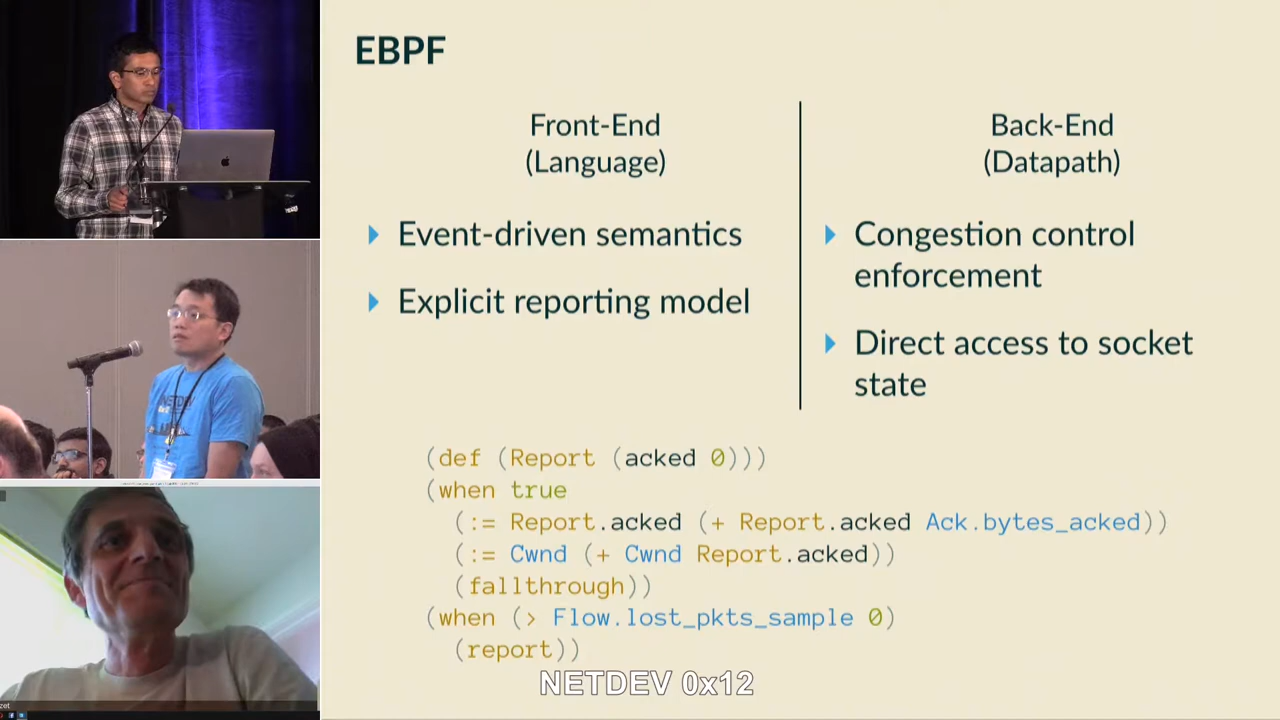 EBPF
Front-End
(Language)
Event-driven semantics
Explicit reporting model
Back-End
(Datapath)
Congestion control
enforcement
Direct access to socket
state
(def (Report (acked 0)))
(when true
(:= Report.acked (+ Report.acked Ack.bytes_acked))
(:= Cwnd (+ Cwnd Report.acked))
(fallthrough))
(when (> Flow.lost_pkts_sample 0)
(report))
NETDEV 0x12
zet